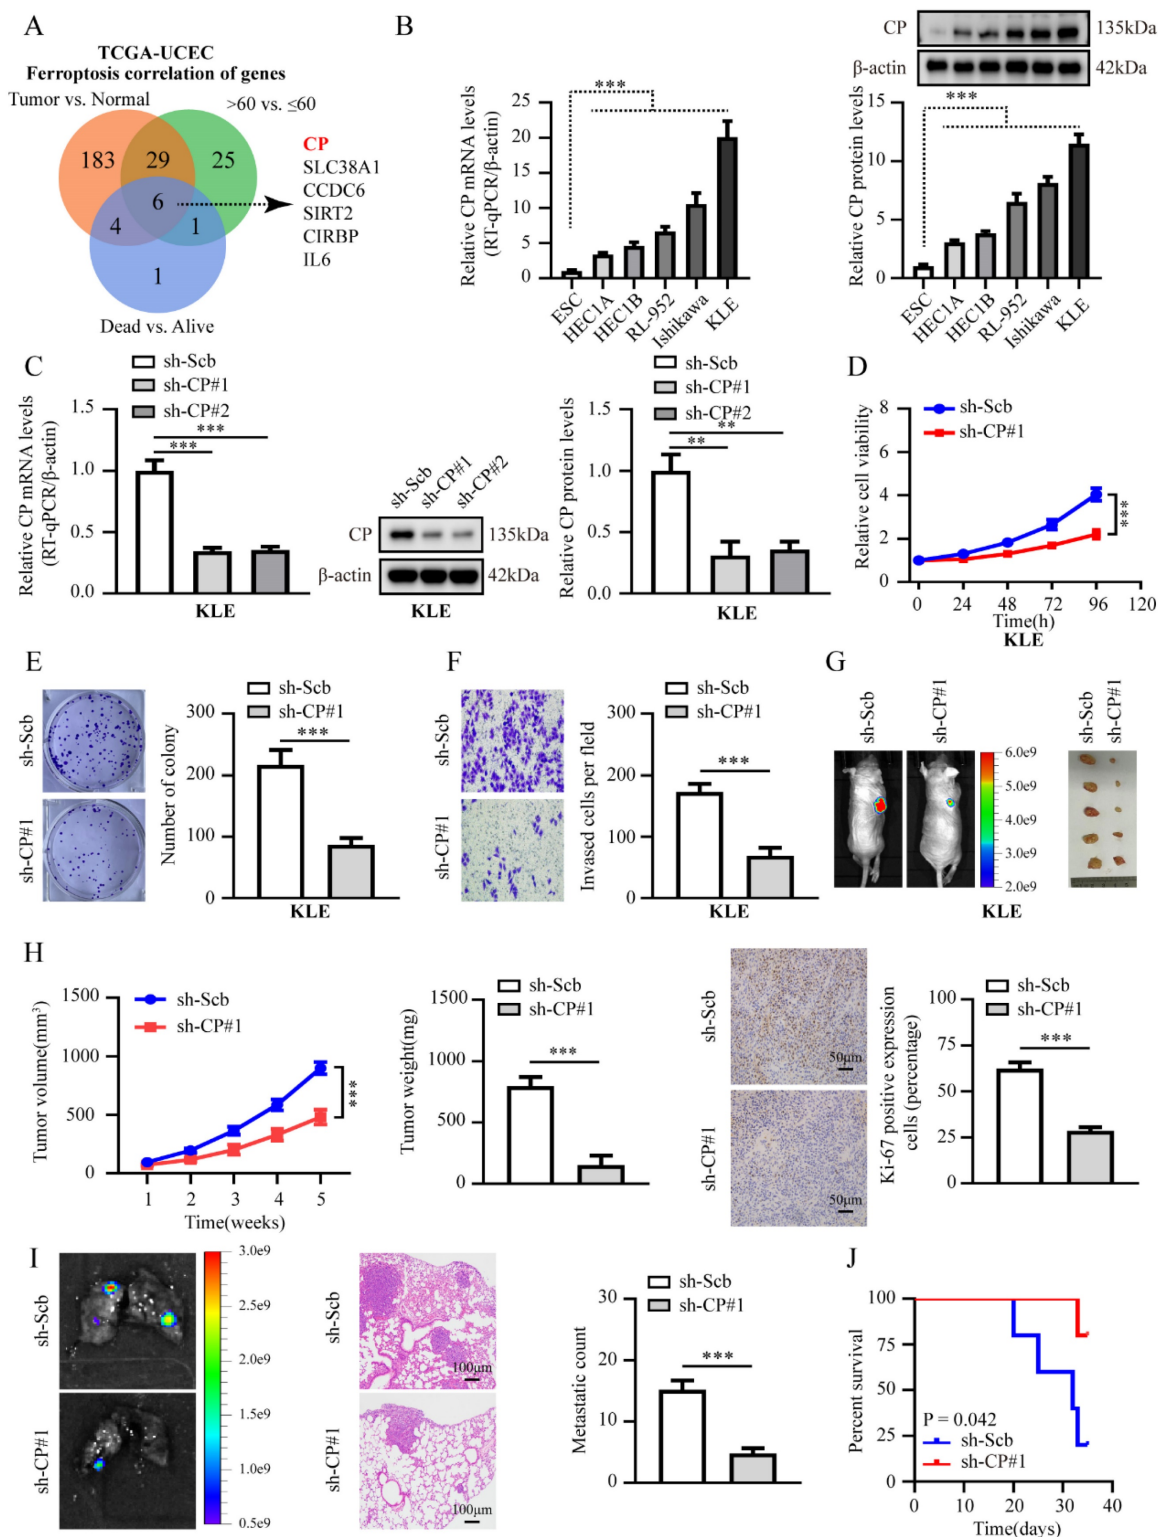 A
TCGA-UCEC
Ferroptosis correlation of genes
Tumor vs. Normal
>60 vs. ≤60
183
29
25
6
4
1
1
Dead vs. Alive
CP
SLC38A1
CCDC6
SIRT2
CIRBP
IL6
B
***
Relative CP mRNA levels
(RT-qPCR/β-actin)
25
20
15
10
5
0
ESC
HEC1A
HEC1B
RL-952
Ishikawa
KLE
CP
135kDa
β-actin
42kDa
***
Relative CP protein levels
15
10
5
0
ESC
HEC1A
HEC1B
RL-952
Ishikawa
KLE
C
sh-Scb
sh-CP#1
sh-CP#2
Relative CP mRNA levels
(RT-qPCR/β-actin)
1.5
1.0
0.5
0.0
***
***
KLE
sh-Scb
sh-CP#1
sh-CP#2
CP
135kDa
β-actin
42kDa
KLE
sh-Scb
sh-CP#1
sh-CP#2
Relative CP protein levels
1.5
1.0
0.5
0.0
**
**
KLE
D
sh-Scb
sh-CP#1
Relative cell viability
8
6
4
2
0
***
0 24 48 72 96 120
Time(h)
KLE
E
sh-Scb
sh-CP#1
sh-Scb
sh-CP#1
Number of colony
300
200
100
0
***
KLE
F
sh-Scb
sh-CP#1
sh-Scb
sh-CP#1
Invased cells per field
300
200
100
0
***
KLE
G
sh-Scb
sh-CP#1
6.0e9
5.0e9
4.0e9
3.0e9
2.0e9
sh-Scb
sh-CP#1
KLE
H
sh-Scb
sh-CP#1
Tumor volume(mm³)
1500
1000
500
0
***
1 2 3 4 5
Time(weeks)
sh-Scb
sh-CP#1
Tumor weight(mg)
1500
1000
500
0
***
sh-Scb
50μm
sh-CP#1
50μm
sh-Scb
sh-CP#1
Ki-67 positive expression
cells (percentage)
100
75
50
25
0
***
I
sh-Scb
sh-CP#1
3.0e9
2.5e9
2.0e9
1.5e9
1.0e9
0.5e9
sh-Scb
100μm
sh-CP#1
100μm
sh-Scb
sh-CP#1
Metastatic count
30
20
10
0
***
J
Percent survival
100
75
50
25
0
P = 0.042
sh-Scb
sh-CP#1
0 10 20 30 40
Time(days)